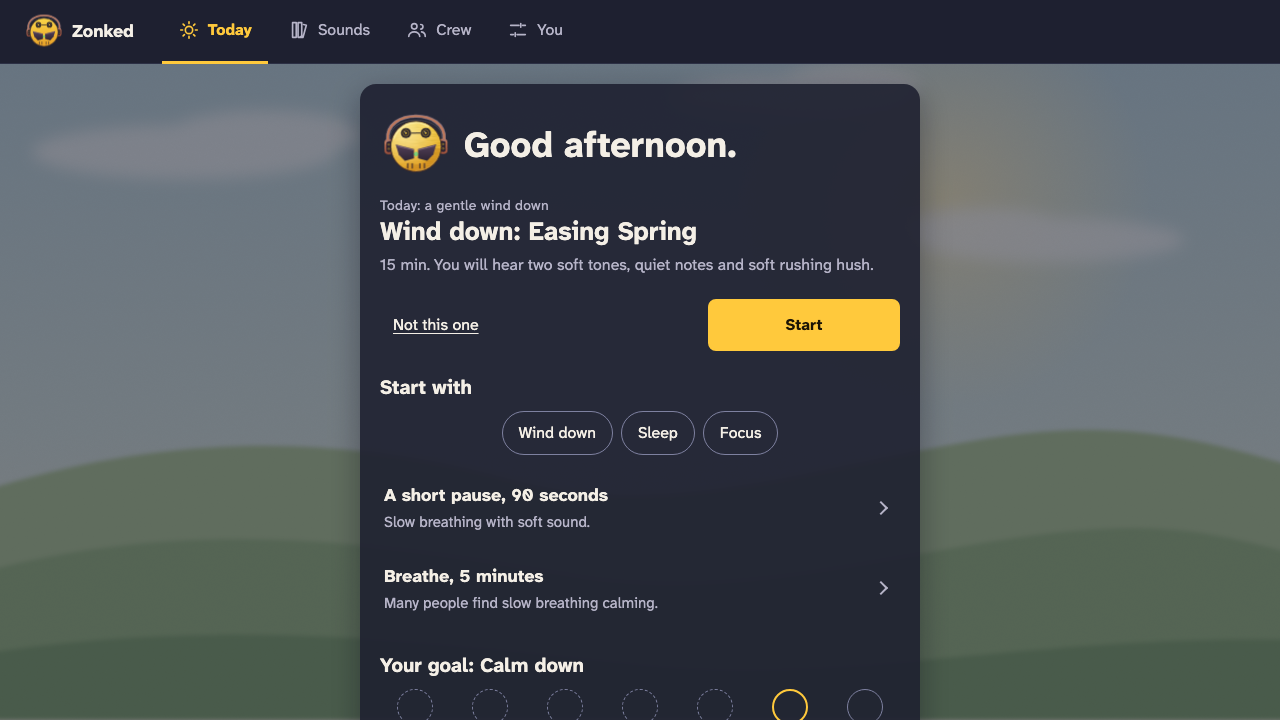 Zonked
Today
Sounds
Crew
You
Good afternoon.
Today: a gentle wind down
Wind down: Easing Spring
15 min. You will hear two soft tones, quiet notes and soft rushing hush.
Not this one
Start
Start with
Wind down
Sleep
Focus
A short pause, 90 seconds
Slow breathing with soft sound.
Breathe, 5 minutes
Many people find slow breathing calming.
Your goal: Calm down